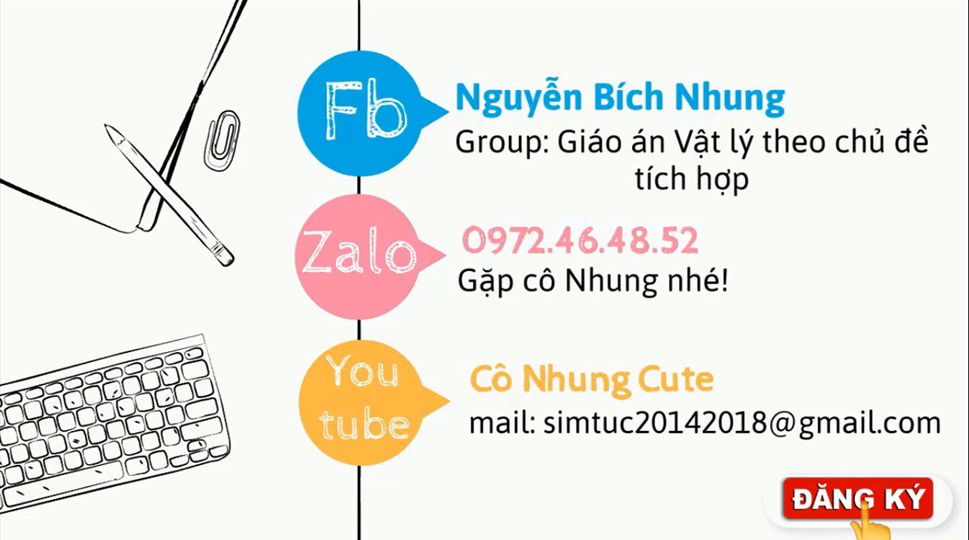 Fb
Nguyễn Bích Nhung
Group: Giáo án Vật lý theo chủ đề
tích hợp
Zalo
0972.46.48.52
Gặp cô Nhung nhé!
You
tube
Cô Nhung Cute
mail: simtuc20142018@gmail.com
ĐĂNG KÝ